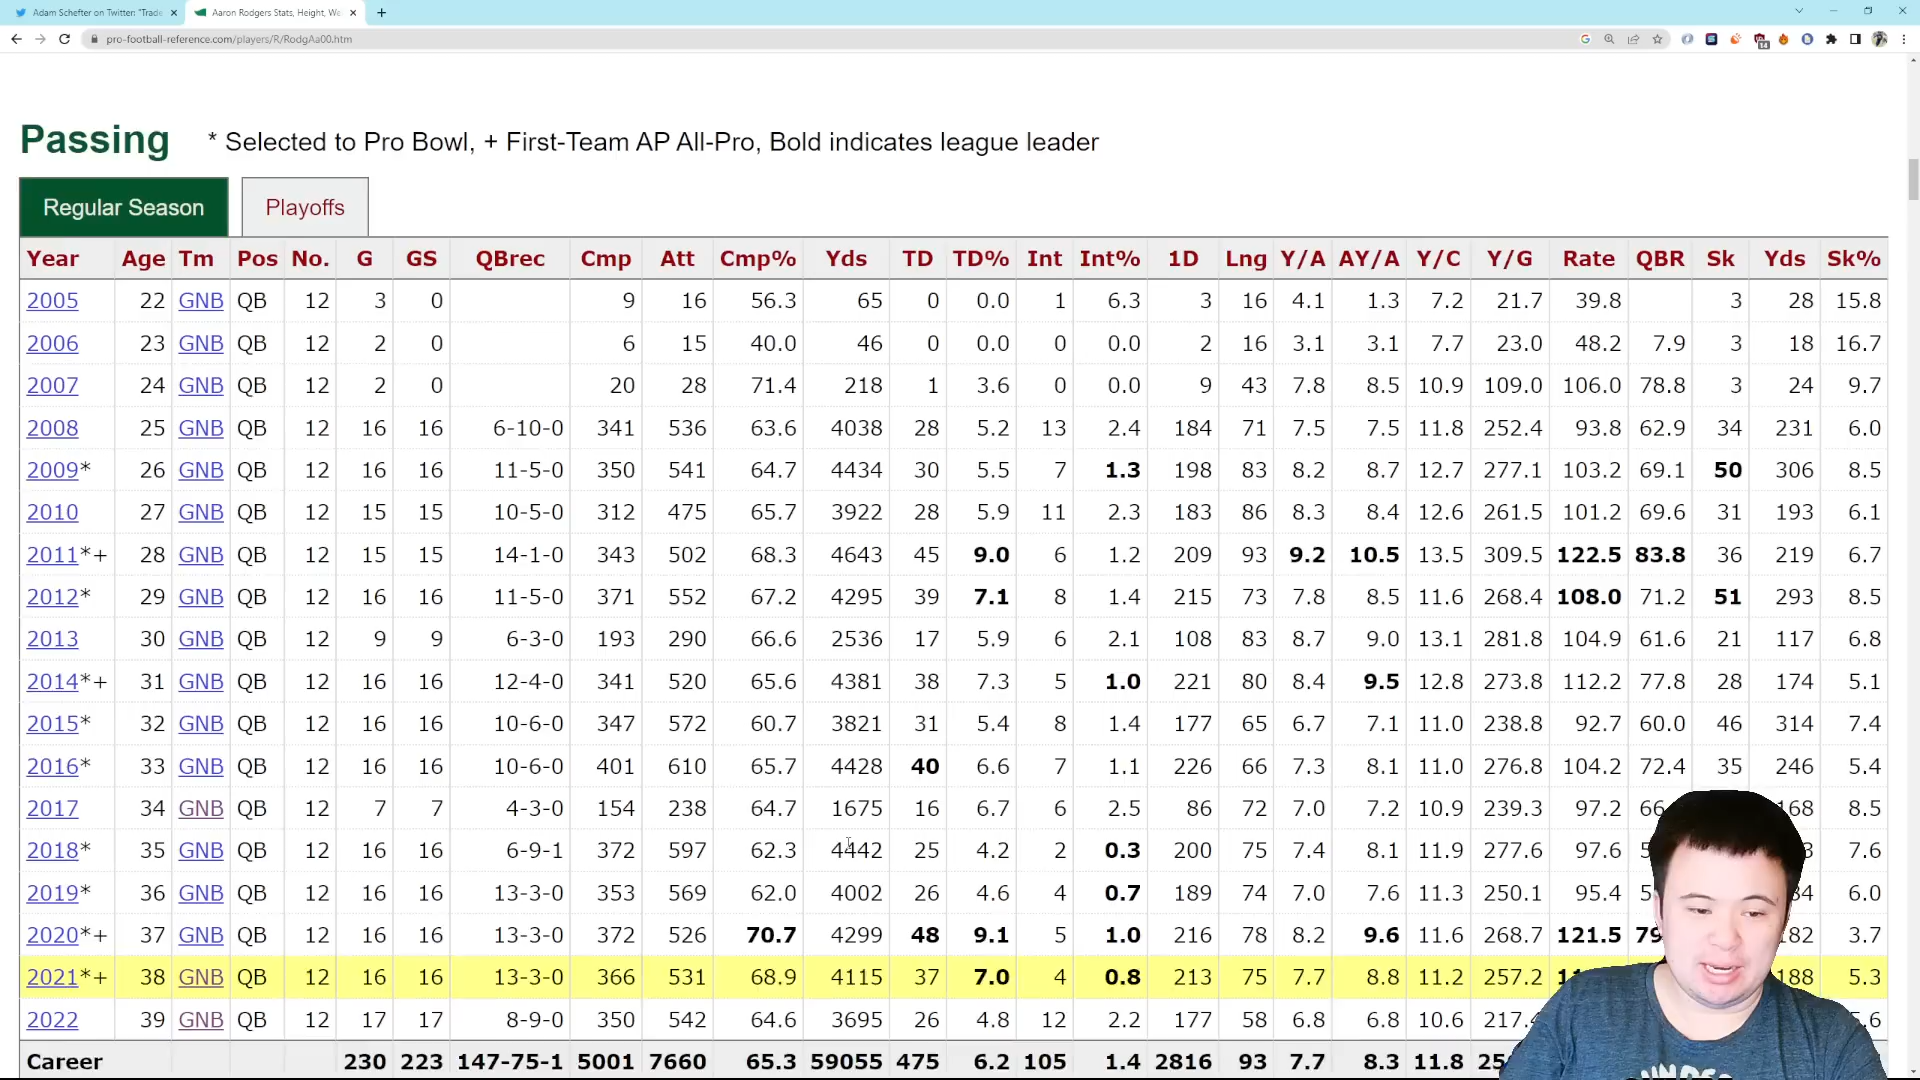 Adam Schefter on Twitter: "Trade
Aaron Rodgers Stats, Height, We
pro-football-reference.com/players/R/RodgAa00.htm
Passing * Selected to Pro Bowl, + First-Team AP All-Pro, Bold indicates league leader
Regular Season Playoffs
Year Age Tm Pos No. G GS QBrec Cmp Att Cmp% Yds TD TD% Int Int% 1D Lng Y/A AY/A Y/C Y/G Rate QBR Sk Yds Sk%
2005 22 GNB QB 12 3 0 9 16 56.3 65 0 0.0 1 6.3 3 16 4.1 1.3 7.2 21.7 39.8 3 28 15.8
2006 23 GNB QB 12 2 0 6 15 40.0 46 0 0.0 0 0.0 2 16 3.1 3.1 7.7 23.0 48.2 7.9 3 18 16.7
2007 24 GNB QB 12 2 0 20 28 71.4 218 1 3.6 0 0.0 9 43 7.8 8.5 10.9 109.0 106.0 78.8 3 24 9.7
2008 25 GNB QB 12 16 16 6-10-0 341 536 63.6 4038 28 5.2 13 2.4 184 71 7.5 7.5 11.8 252.4 93.8 62.9 34 231 6.0
2009* 26 GNB QB 12 16 16 11-5-0 350 541 64.7 4434 30 5.5 7 1.3 198 83 8.2 8.7 12.7 277.1 103.2 69.1 50 306 8.5
2010 27 GNB QB 12 15 15 10-5-0 312 475 65.7 3922 28 5.9 11 2.3 183 86 8.3 8.4 12.6 261.5 101.2 69.6 31 193 6.1
2011*+ 28 GNB QB 12 15 15 14-1-0 343 502 68.3 4643 45 9.0 6 1.2 209 93 9.2 10.5 13.5 309.5 122.5 83.8 36 219 6.7
2012* 29 GNB QB 12 16 16 11-5-0 371 552 67.2 4295 39 7.1 8 1.4 215 73 7.8 8.5 11.6 268.4 108.0 71.2 51 293 8.5
2013 30 GNB QB 12 9 9 6-3-0 193 290 66.6 2536 17 5.9 6 2.1 108 83 8.7 9.0 13.1 281.8 104.9 61.6 21 117 6.8
2014*+ 31 GNB QB 12 16 16 12-4-0 341 520 65.6 4381 38 7.3 5 1.0 221 80 8.4 9.5 12.8 273.8 112.2 77.8 28 174 5.1
2015* 32 GNB QB 12 16 16 10-6-0 347 572 60.7 3821 31 5.4 8 1.4 177 65 6.7 7.1 11.0 238.8 92.7 60.0 46 314 7.4
2016* 33 GNB QB 12 16 16 10-6-0 401 610 65.7 4428 40 6.6 7 1.1 226 66 7.3 8.1 11.0 276.8 104.2 72.4 35 246 5.4
2017 34 GNB QB 12 7 7 4-3-0 154 238 64.7 1675 16 6.7 6 2.5 86 72 7.0 7.2 10.9 239.3 97.2 66 168 8.5
2018* 35 GNB QB 12 16 16 6-9-1 372 597 62.3 4442 25 4.2 2 0.3 200 75 7.4 8.1 11.9 277.6 97.6 7.6
2019* 36 GNB QB 12 16 16 13-3-0 353 569 62.0 4002 26 4.6 4 0.7 189 74 7.0 7.6 11.3 250.1 95.4 6.0
2020*+ 37 GNB QB 12 16 16 13-3-0 372 526 70.7 4299 48 9.1 5 1.0 216 78 8.2 9.6 11.6 268.7 121.5 79 182 3.7
2021*+ 38 GNB QB 12 16 16 13-3-0 366 531 68.9 4115 37 7.0 4 0.8 213 75 7.7 8.8 11.2 257.2 188 5.3
2022 39 GNB QB 12 17 17 8-9-0 350 542 64.6 3695 26 4.8 12 2.2 177 58 6.8 6.8 10.6 217.4
Career 230 223 147-75-1 5001 7660 65.3 59055 475 6.2 105 1.4 2816 93 7.7 8.3 11.8